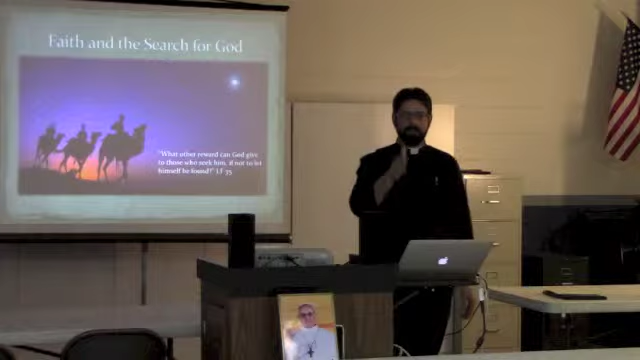 Faith and the Search for God
"What other reward can God give
to those who seek him, if not to let
himself be found?" LF 35